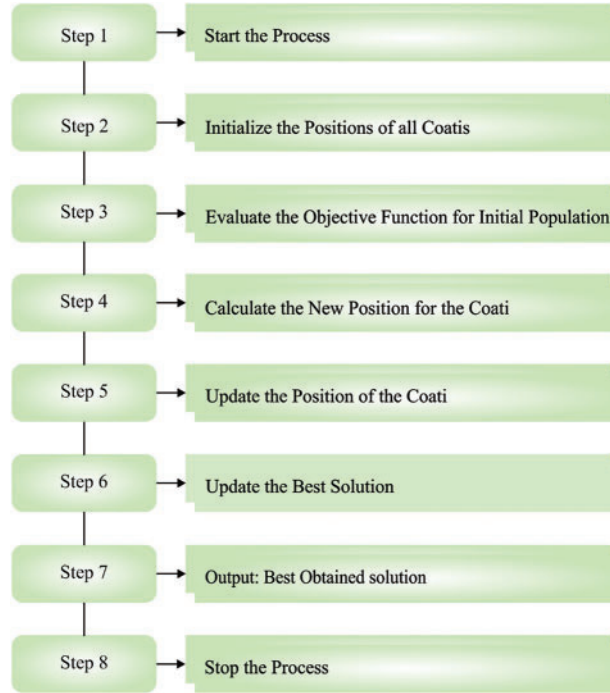 Step 1
Start the Process
Step 2
Initialize the Positions of all Coatis
Step 3
Evaluate the Objective Function for Initial Population
Step 4
Calculate the New Position for the Coati
Step 5
Update the Position of the Coati
Step 6
Update the Best Solution
Step 7
Output: Best Obtained solution
Step 8
Stop the Process